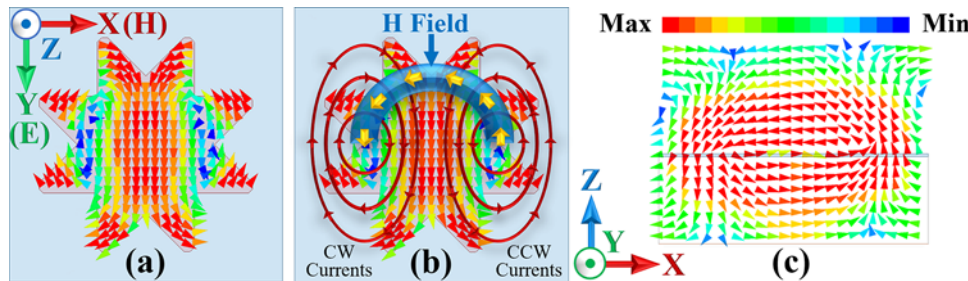 X (H)
Z
Y
(E)
(a)
H Field
CW
Currents
(b)
CCW
Currents
Max
Min
Z
Y
X
(c)